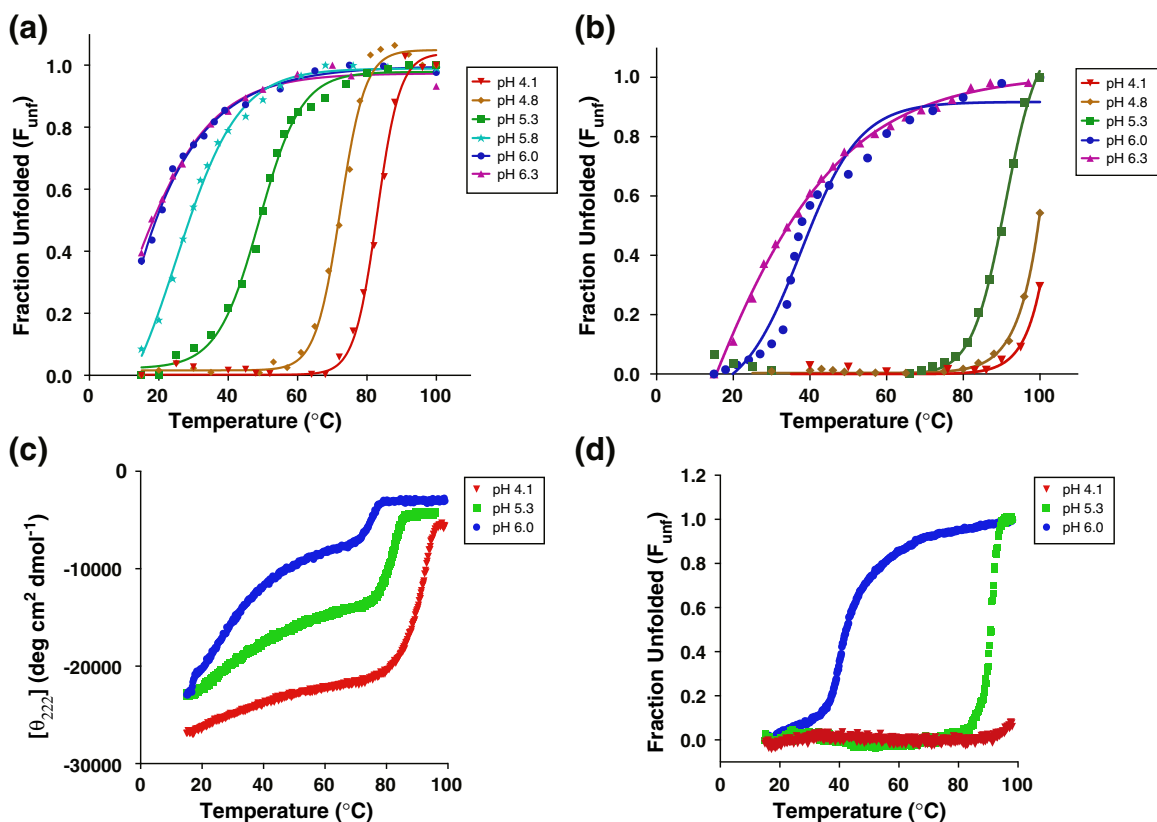 (a)
Fraction Unfolded (Funf)
1.0
0.8
0.6
0.4
0.2
0.0
0 20 40 60 80 100
Temperature (°C)
pH 4.1
pH 4.8
pH 5.3
pH 5.8
pH 6.0
pH 6.3
(b)
Fraction Unfolded (Funf)
1.0
0.8
0.6
0.4
0.2
0.0
0 20 40 60 80 100
Temperature (°C)
pH 4.1
pH 4.8
pH 5.3
pH 6.0
pH 6.3
(c)
[θ222] (deg cm2 dmol-1)
0
-10000
-20000
-30000
0 20 40 60 80 100
Temperature (°C)
pH 4.1
pH 5.3
pH 6.0
(d)
Fraction Unfolded (Funf)
1.2
1.0
0.8
0.6
0.4
0.2
0.0
0 20 40 60 80 100
Temperature (°C)
pH 4.1
pH 5.3
pH 6.0